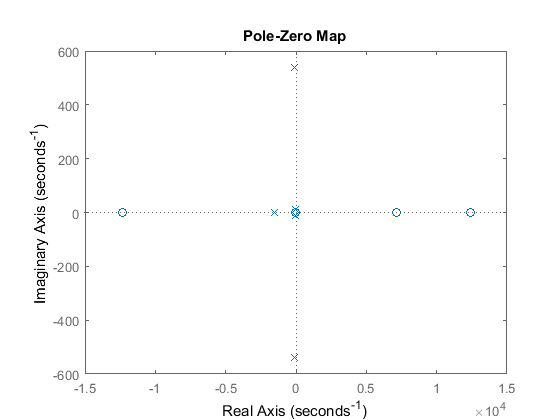 Pole-Zero Map
600
400
200
0
-200
-400
-600
Imaginary Axis (seconds⁻¹)
-1.5 -1 -0.5 0 0.5 1 1.5
Real Axis (seconds⁻¹)
×10⁴